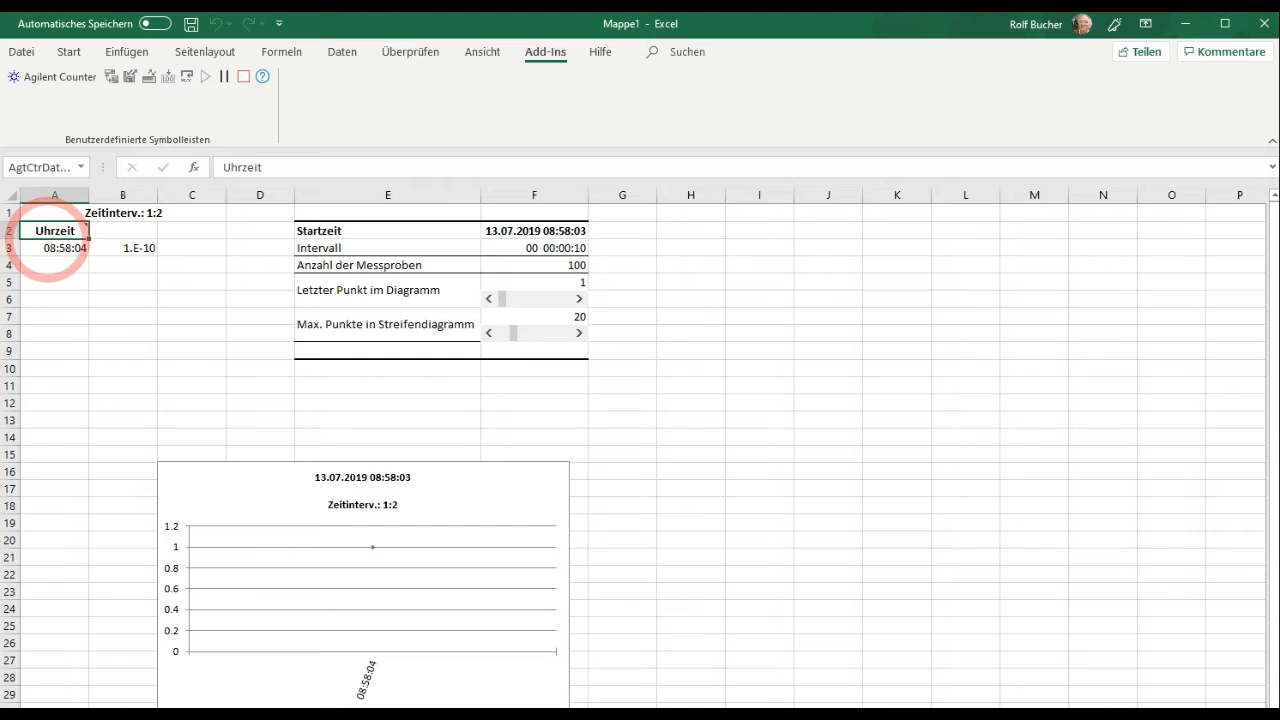 Automatisches Speichern
Mappe1 - Excel
Rolf Bucher
Datei Start Einfügen Seitenlayout Formeln Daten Überprüfen Ansicht Add-Ins Hilfe Suchen
Teilen Kommentare
Agilent Counter
Benutzerdefinierte Symbolleisten
AgtCtrDat... fx Uhrzeit
A B C D E F G H I J K L M N O P
1 Zeitinterv.: 1:2
2 Uhrzeit Startzeit 13.07.2019 08:58:03
3 08:58:04 1.E-10 Intervall 00 00:00:10
4 Anzahl der Messproben 100
5 Letzter Punkt im Diagramm 1
6
7 Max. Punkte in Streifendiagramm 20
8
9
10
11
12
13
14
15
16
17
18
19
20
21
22
23
24
25
26
27
28
29
13.07.2019 08:58:03
Zeitinterv.: 1:2
1.2
1
0.8
0.6
0.4
0.2
0
08:58:04